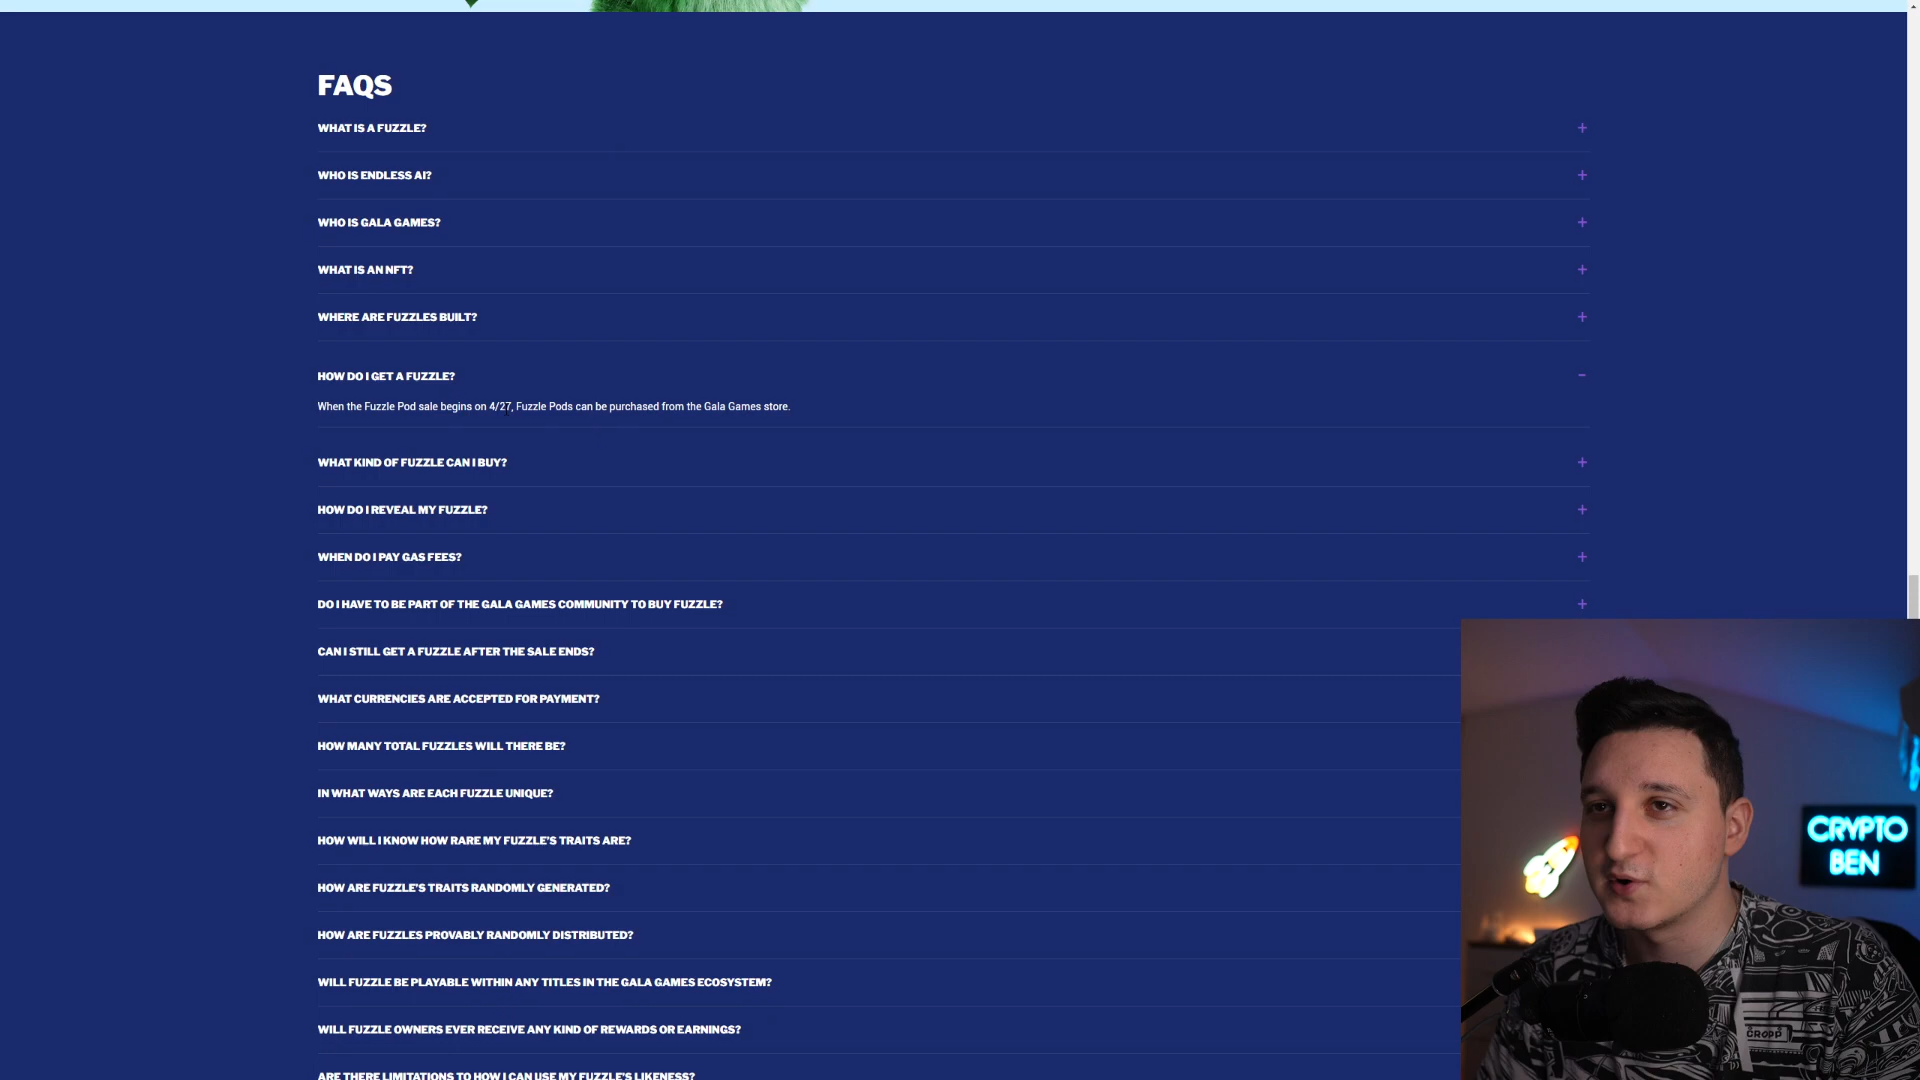 FAQS
WHAT IS A FUZZLE?
WHO IS ENDLESS AI?
WHO IS GALA GAMES?
WHAT IS AN NFT?
WHERE ARE FUZZLES BUILT?
HOW DO I GET A FUZZLE?
When the Fuzzle Pod sale begins on 4/27, Fuzzle Pods can be purchased from the Gala Games store.
WHAT KIND OF FUZZLE CAN I BUY?
HOW DO I REVEAL MY FUZZLE?
WHEN DO I PAY GAS FEES?
DO I HAVE TO BE PART OF THE GALA GAMES COMMUNITY TO BUY FUZZLE?
CAN I STILL GET A FUZZLE AFTER THE SALE ENDS?
WHAT CURRENCIES ARE ACCEPTED FOR PAYMENT?
HOW MANY TOTAL FUZZLES WILL THERE BE?
IN WHAT WAYS ARE EACH FUZZLE UNIQUE?
HOW WILL I KNOW HOW RARE MY FUZZLE'S TRAITS ARE?
HOW ARE FUZZLE'S TRAITS RANDOMLY GENERATED?
HOW ARE FUZZLES PROVABLY RANDOMLY DISTRIBUTED?
WILL FUZZLE BE PLAYABLE WITHIN ANY TITLES IN THE GALA GAMES ECOSYSTEM?
WILL FUZZLE OWNERS EVER RECEIVE ANY KIND OF REWARDS OR EARNINGS?
ARE THERE LIMITATIONS TO HOW I CAN USE MY FUZZLE'S LIKENESS?
CRYPTO
BEN
CROPP